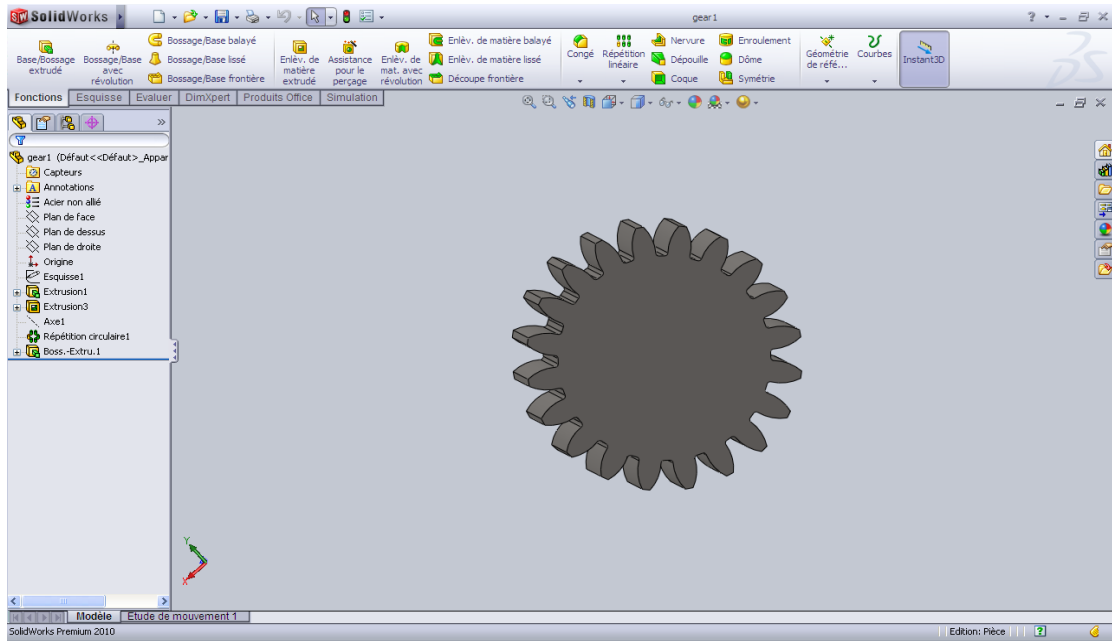 SolidWorks
gear1
Base/Bossage extrudé
Bossage/Base avec révolution
Bossage/Base balayé
Bossage/Base lissé
Bossage/Base frontière
Enlèv. de matière extrudé
Assistance pour le perçage
Enlèv. de mat. avec révolution
Enlèv. de matière balayé
Enlèv. de matière lissé
Découpe frontière
Congé
Répétition linéaire
Nervure
Dépouille
Coque
Enroulement
Dôme
Symétrie
Géométrie de réfé...
Courbes
Instant3D
Fonctions Esquisse Evaluer DimXpert Produits Office Simulation
gear1 (Défaut<<Défaut>_Appar
Capteurs
Annotations
Acier non allié
Plan de face
Plan de dessus
Plan de droite
Origine
Esquisse1
Extrusion1
Extrusion3
Axe1
Répétition circulaire1
Boss.-Extru.1
Y
X
Modèle Etude de mouvement 1
SolidWorks Premium 2010
Edition: Pièce